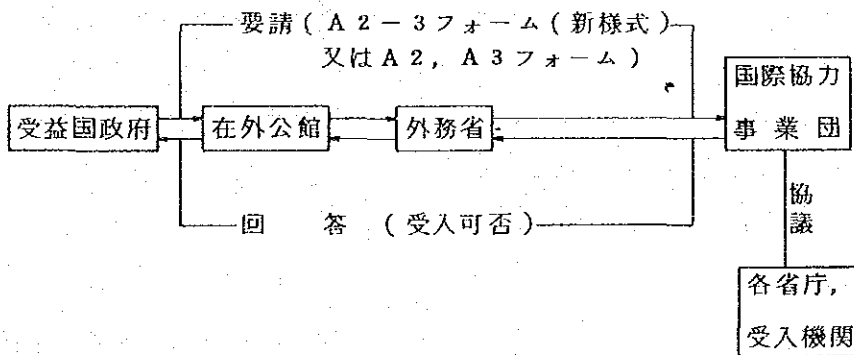 要請(A2-3フォーム(新様式)
又はA2,A3フォーム)
受益国政府
在外公館
外務省
国際協力
事業団
協議
回 答 (受入可否)
各省庁,
受入機関